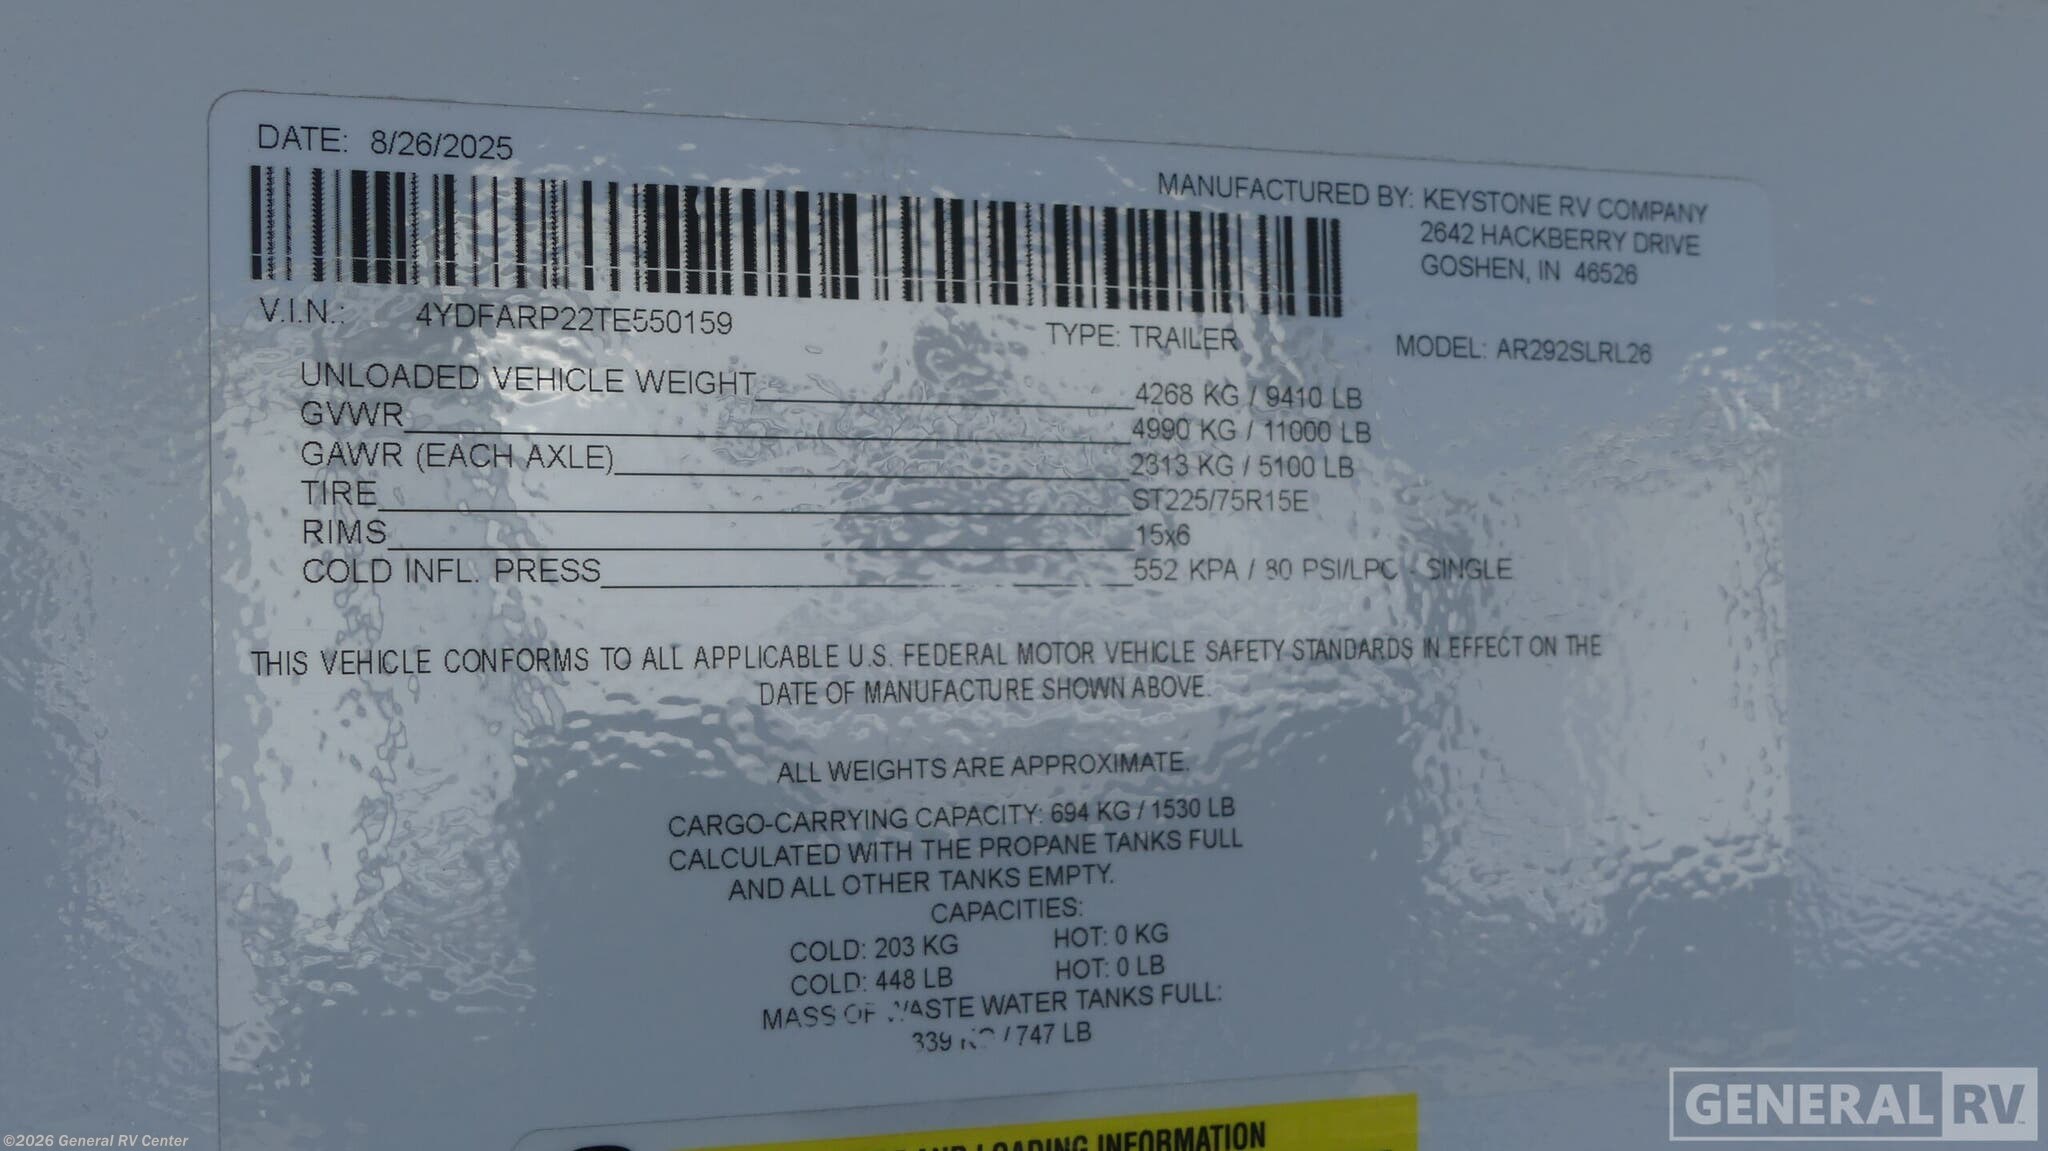 DATE: 8/26/2025
MANUFACTURED BY: KEYSTONE RV COMPANY
2642 HACKBERRY DRIVE
GOSHEN, IN 46526
V.I.N.: 4YDFARP22TE550159
TYPE: TRAILER
MODEL: AR292SLRL26
UNLOADED VEHICLE WEIGHT 4268 KG / 9410 LB
GVWR 4990 KG / 11000 LB
GAWR (EACH AXLE) 2313 KG / 5100 LB
TIRE ST225/75R15E
RIMS 15x6
COLD INFL. PRESS 552 KPA / 80 PSI/LPC - SINGLE
THIS VEHICLE CONFORMS TO ALL APPLICABLE U.S. FEDERAL MOTOR VEHICLE SAFETY STANDARDS IN EFFECT ON THE
DATE OF MANUFACTURE SHOWN ABOVE.
ALL WEIGHTS ARE APPROXIMATE.
CARGO-CARRYING CAPACITY: 694 KG / 1530 LB
CALCULATED WITH THE PROPANE TANKS FULL
AND ALL OTHER TANKS EMPTY.
CAPACITIES:
COLD: 203 KG HOT: 0 KG
COLD: 448 LB HOT: 0 LB
MASS OF WASTE WATER TANKS FULL:
339 KG / 747 LB
AND LOADING INFORMATION
GENERAL RV
©2026 General RV Center